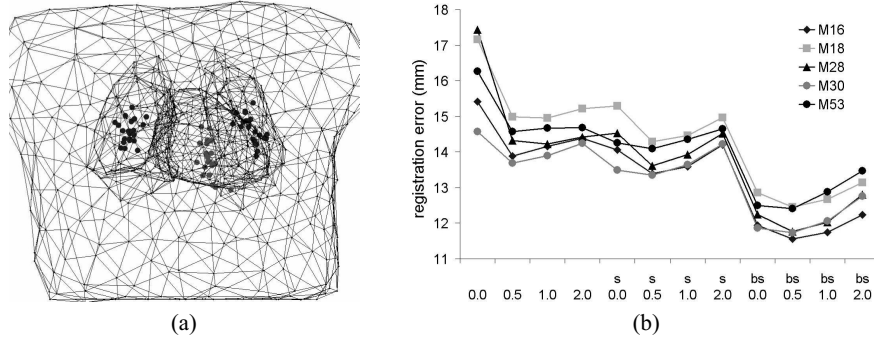 18
17
16
15
14
13
12
11
registration error (mm)
M16
M18
M28
M30
M53
s s s s bs bs bs bs
0.0 0.5 1.0 2.0 0.0 0.5 1.0 2.0 0.0 0.5 1.0 2.0
(a) (b)